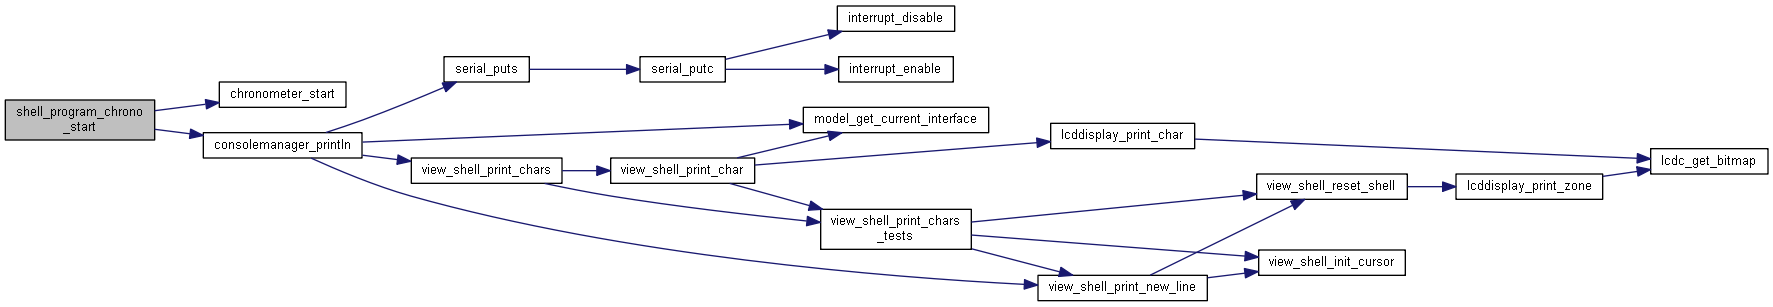 shell_program_chrono
_start
chronometer_start
consolemanager_println
serial_puts
serial_putc
interrupt_disable
interrupt_enable
model_get_current_interface
view_shell_print_chars
view_shell_print_char
lcddisplay_print_char
lcdc_get_bitmap
view_shell_print_chars
_tests
view_shell_reset_shell
lcddisplay_print_zone
view_shell_init_cursor
view_shell_print_new_line